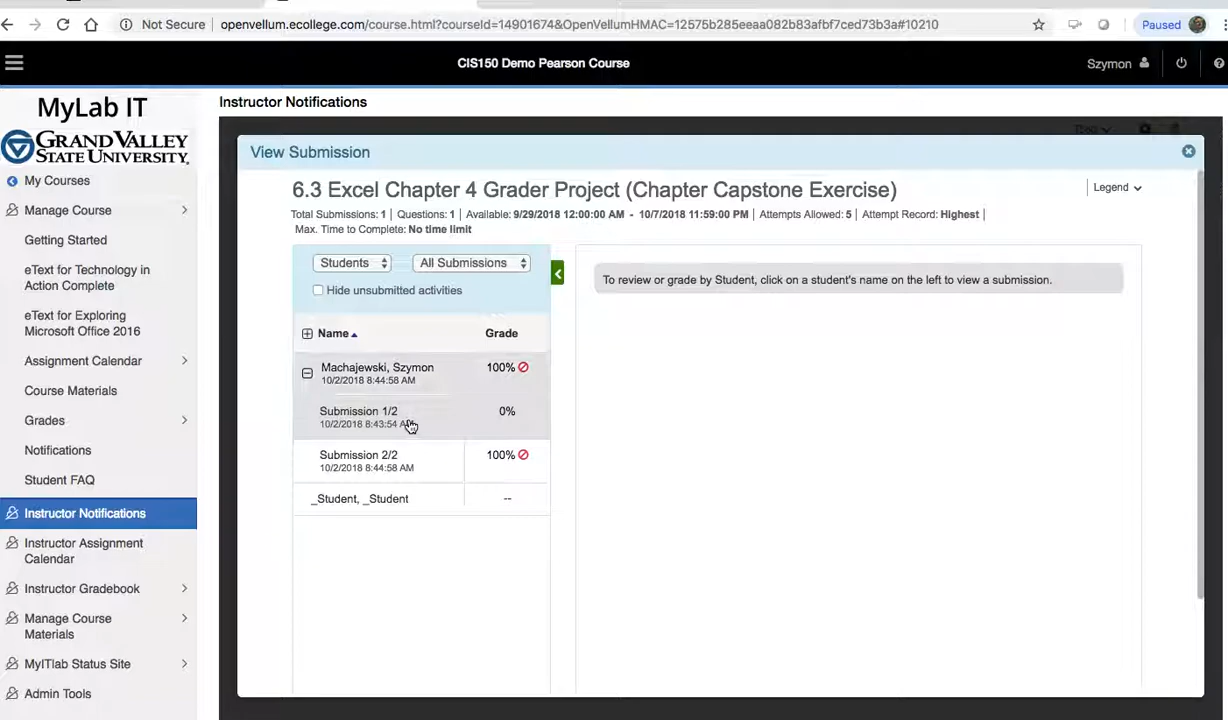 Not Secure
openvellum.ecollege.com/course.html?courseId=14901674&OpenVellumHMAC=12575b285eeaa082b83afbf7ced73b3a#10210
Paused
CIS150 Demo Pearson Course
Szymon
MyLab IT
GRAND VALLEY
STATE UNIVERSITY
My Courses
Manage Course
Getting Started
eText for Technology in
Action Complete
eText for Exploring
Microsoft Office 2016
Assignment Calendar
Course Materials
Grades
Notifications
Student FAQ
Instructor Notifications
Instructor Assignment
Calendar
Instructor Gradebook
Manage Course
Materials
MyITlab Status Site
Admin Tools
Instructor Notifications
View Submission
6.3 Excel Chapter 4 Grader Project (Chapter Capstone Exercise)
Legend
Total Submissions: 1 | Questions: 1 | Available: 9/29/2018 12:00:00 AM - 10/7/2018 11:59:00 PM | Attempts Allowed: 5 | Attempt Record: Highest |
Max. Time to Complete: No time limit
Students All Submissions
Hide unsubmitted activities
Name Grade
Machajewski, Szymon 100%
10/2/2018 8:44:58 AM
Submission 1/2 0%
10/2/2018 8:43:54
Submission 2/2 100%
10/2/2018 8:44:58 AM
_Student, _Student --
To review or grade by Student, click on a student's name on the left to view a submission.